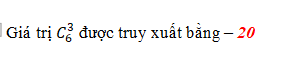 Giá trị $C_6^3$ được truy xuất bằng – 20